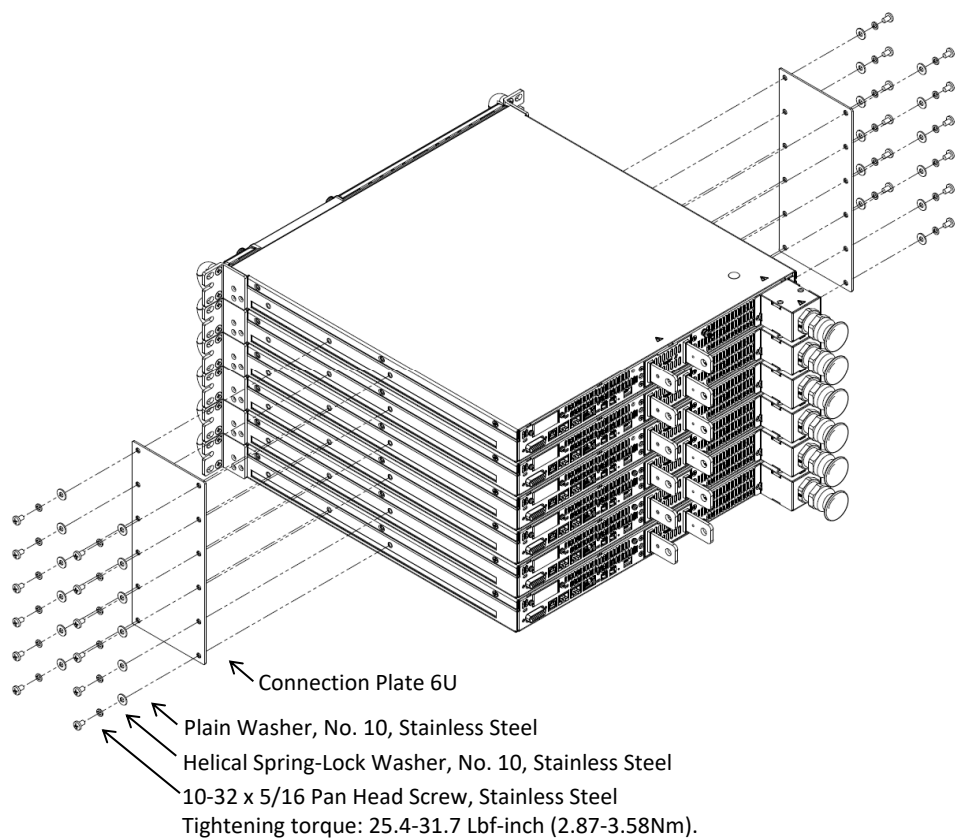 Connection Plate 6U
Plain Washer, No. 10, Stainless Steel
Helical Spring-Lock Washer, No. 10, Stainless Steel
10-32 x 5/16 Pan Head Screw, Stainless Steel
Tightening torque: 25.4-31.7 Lbf-inch (2.87-3.58Nm).